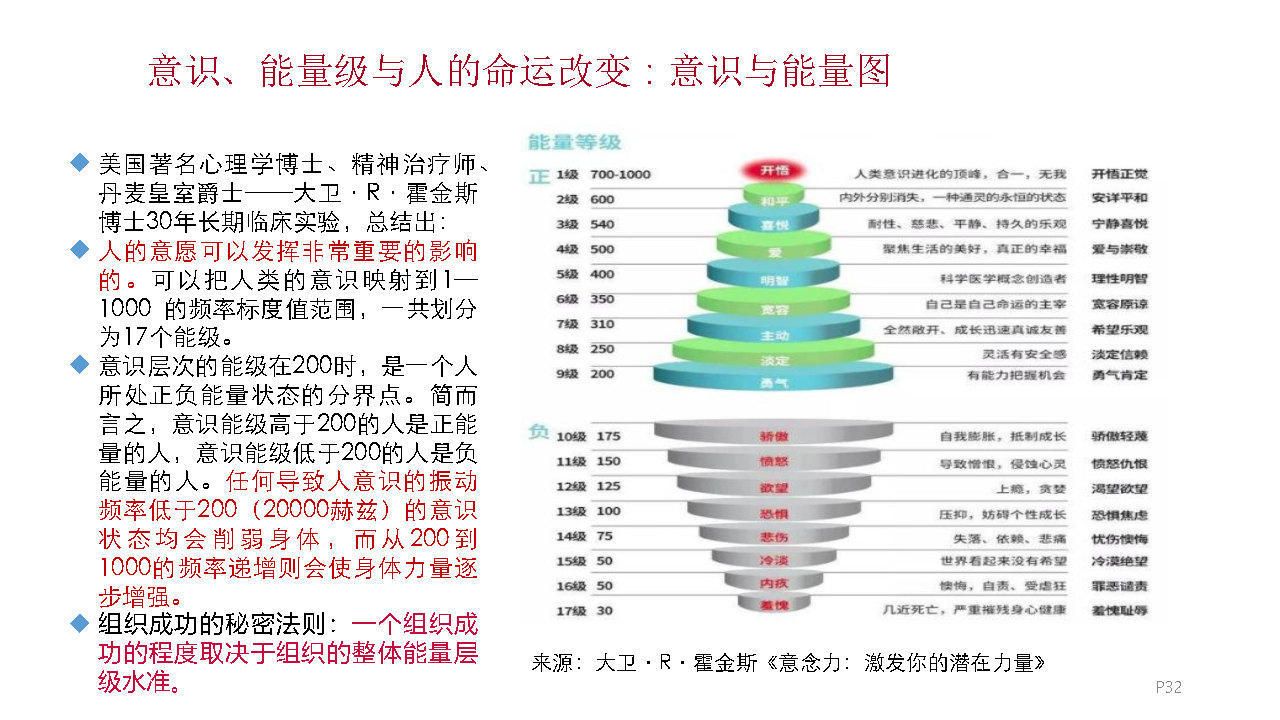 意识、能量级与人的命运改变：意识与能量图
美国著名心理学博士、精神治疗师、
丹麦皇室爵士——大卫·R·霍金斯
博士30年长期临床实验，总结出：
人的意愿可以发挥非常重要的影响
的。可以把人类的意识映射到1—
1000 的频率标度值范围，一共划分
为17个能级。
意识层次的能级在200时，是一个人
所处正负能量状态的分界点。简而
言之，意识能级高于200的人是正能
量的人，意识能级低于200的人是负
能量的人。任何导致人意识的振动
频率低于200（20000赫兹）的意识
状态均会削弱身体，而从200到
1000的频率递增则会使身体力量逐
步增强。
组织成功的秘密法则：一个组织成
功的程度取决于组织的整体能量层
级水准。
能量等级
正 1级 700-1000 开悟 人类意识进化的顶峰，合一，无我 开悟正觉
2级 600 和平 内外分别消失，一种通灵的永恒的状态 安详平和
3级 540 喜悦 耐性、慈悲、平静、持久的乐观 宁静喜悦
4级 500 爱 聚焦生活的美好，真正的幸福 爱与崇敬
5级 400 明智 科学医学概念创造者 理性明智
6级 350 宽容 自己是自己命运的主宰 宽容原谅
7级 310 主动 全然敞开、成长迅速真诚友善 希望乐观
8级 250 淡定 灵活有安全感 淡定信赖
9级 200 勇气 有能力把握机会 勇气肯定
负 10级 175 骄傲 自我膨胀，抵制成长 骄傲轻蔑
11级 150 愤怒 导致憎恨，侵蚀心灵 愤怒仇恨
12级 125 欲望 上瘾，贪婪 渴望欲望
13级 100 恐惧 压抑，妨碍个性成长 恐惧焦虑
14级 75 悲伤 失落、依赖、悲痛 忧伤懊悔
15级 50 冷淡 世界看起来没有希望 冷漠绝望
16级 50 内疚 懊悔，自责、受虐狂 罪恶谴责
17级 30 羞愧 几近死亡，严重摧残身心健康 羞愧耻辱
来源：大卫·R·霍金斯《意念力：激发你的潜在力量》
P32